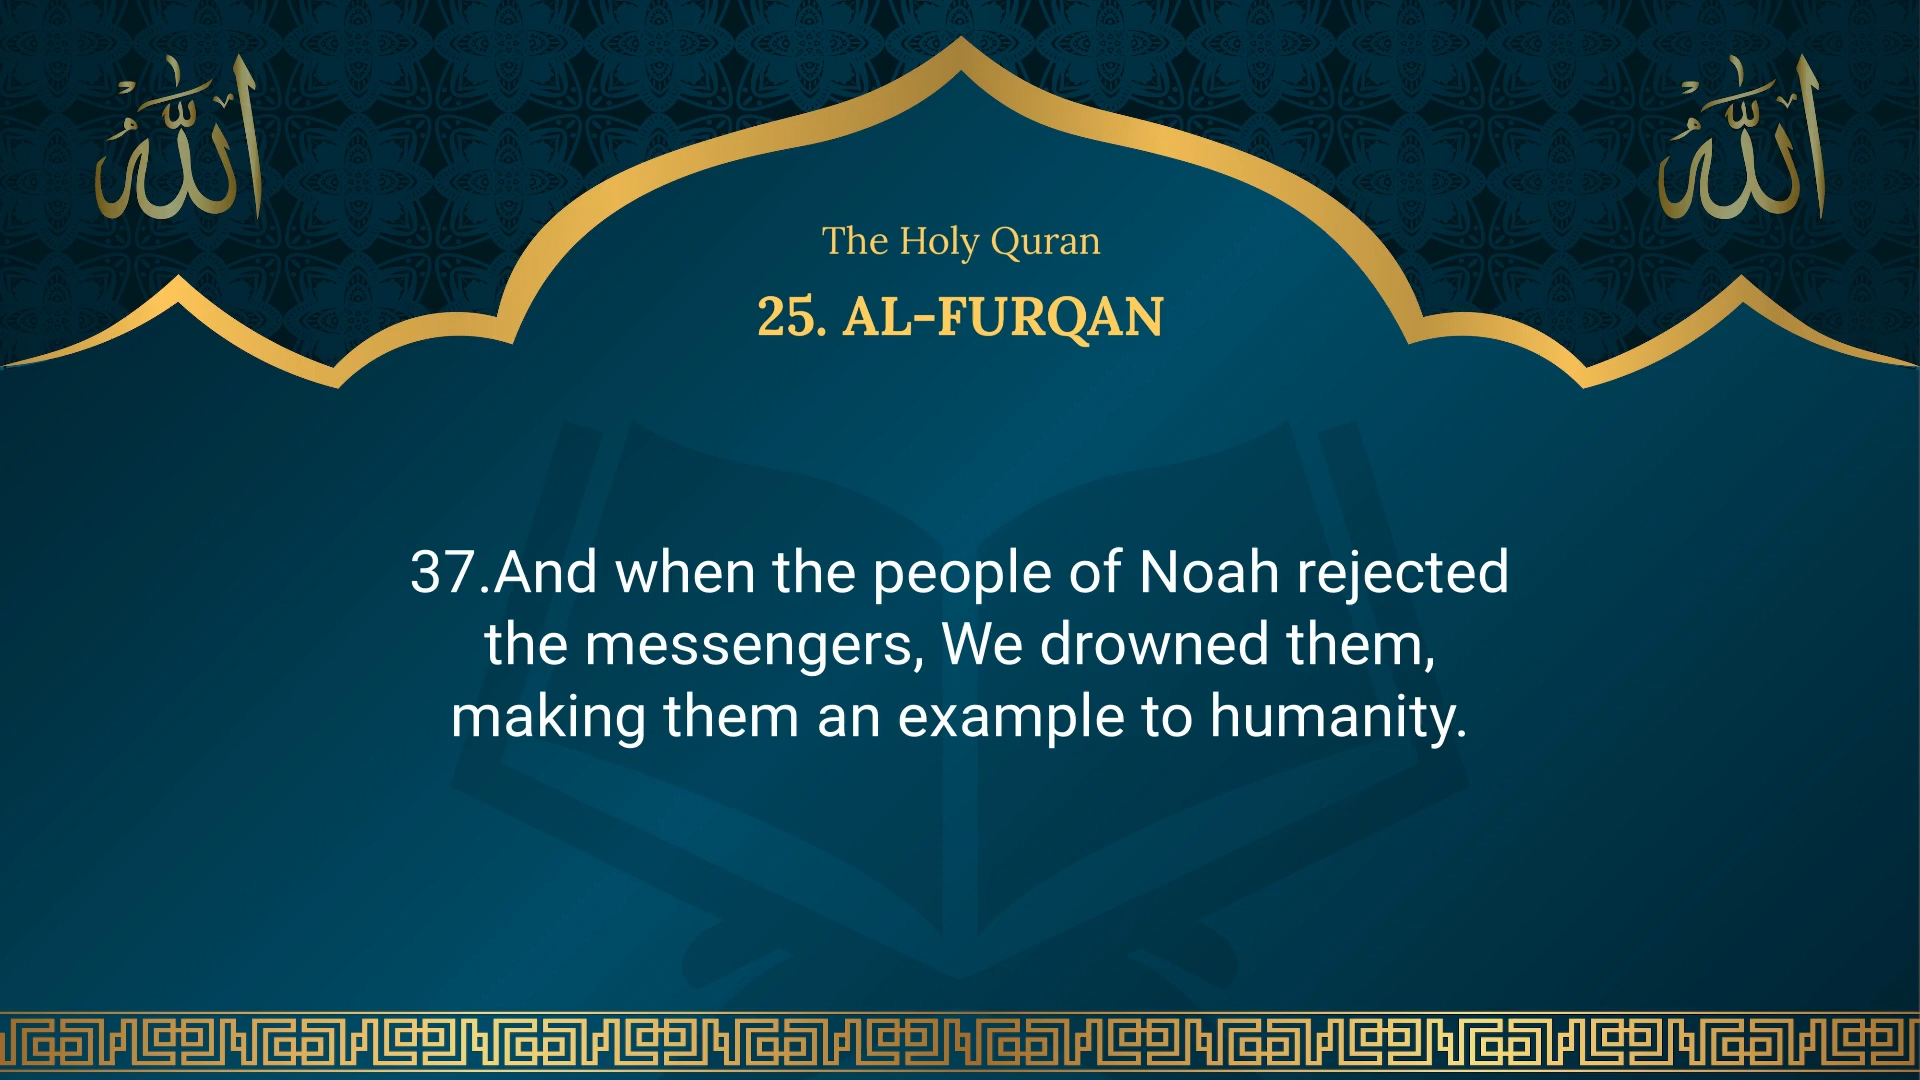 الله
الله
The Holy Quran
25. AL-FURQAN
37.And when the people of Noah rejected
the messengers, We drowned them,
making them an example to humanity.